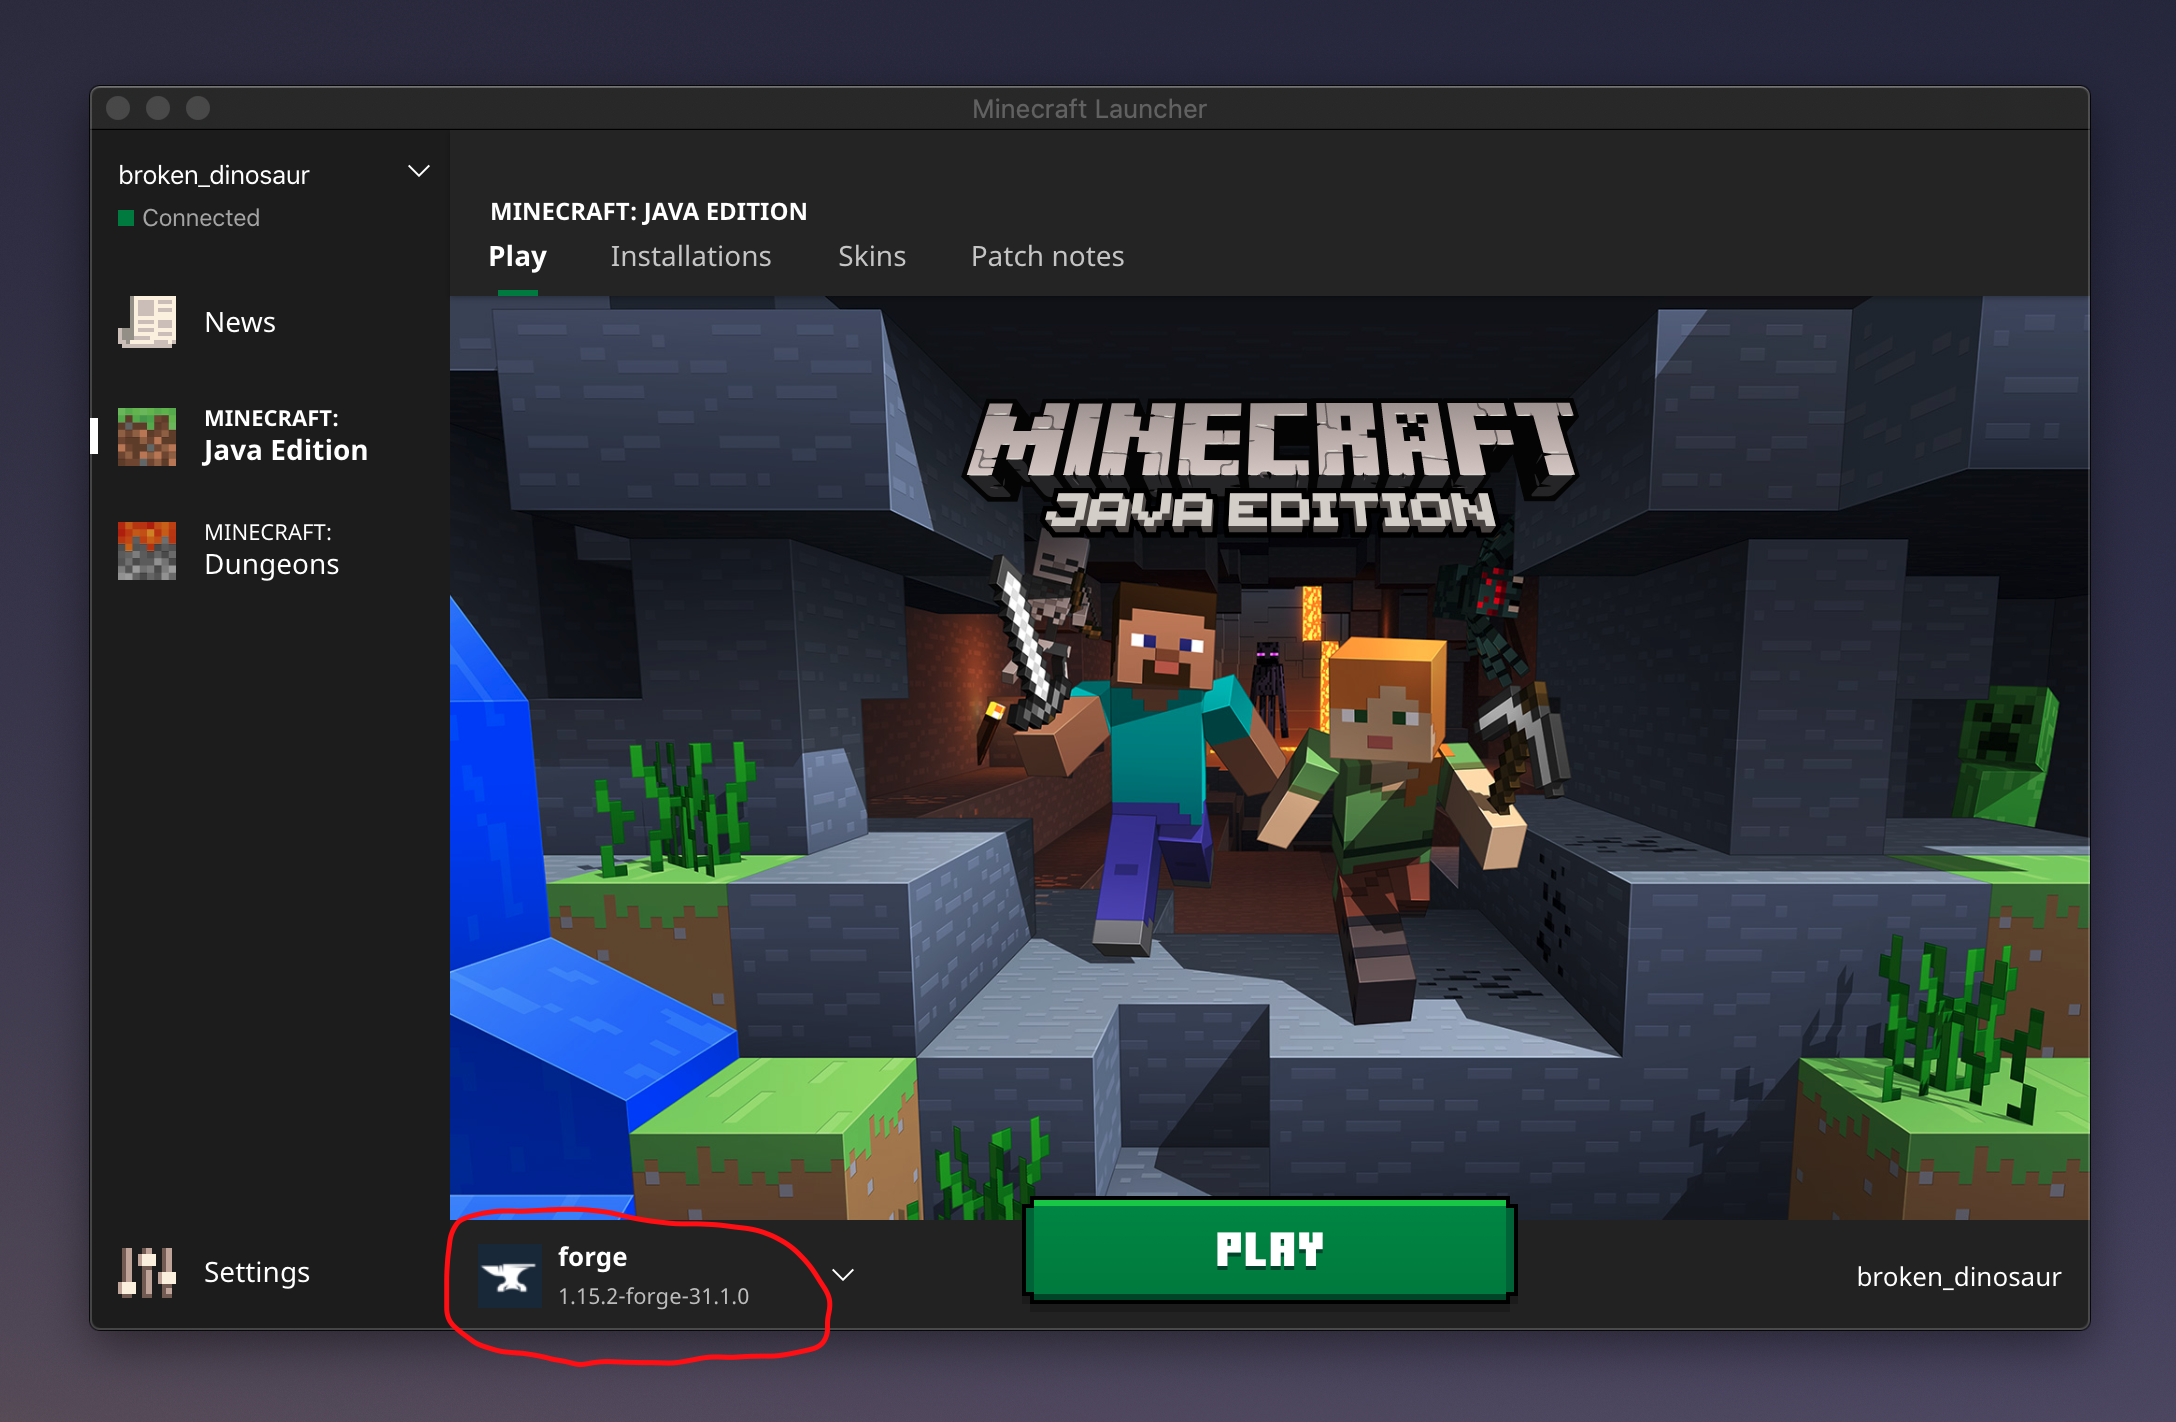 Minecraft Launcher
broken_dinosaur
Connected
News
MINECRAFT:
Java Edition
MINECRAFT:
Dungeons
Settings
MINECRAFT: JAVA EDITION
Play Installations Skins Patch notes
MINECRAFT
JAVA EDITION
forge
1.15.2-forge-31.1.0
PLAY
broken_dinosaur